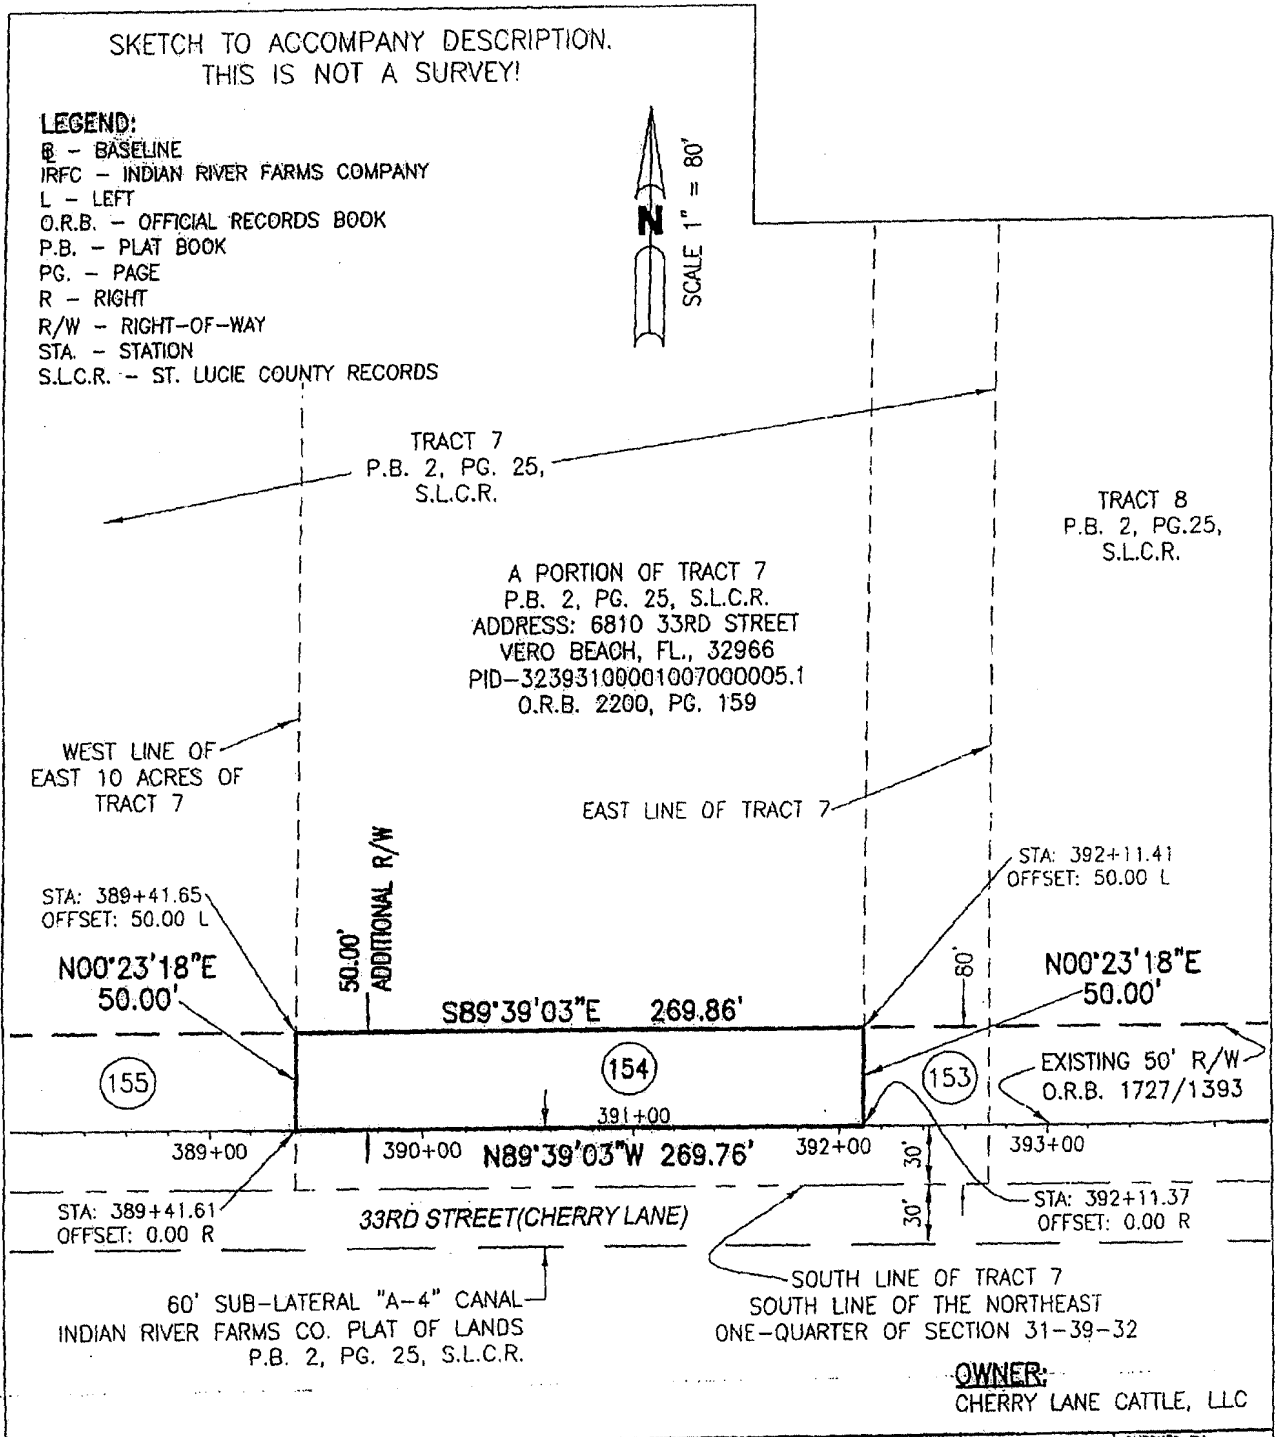 SKETCH TO ACCOMPANY DESCRIPTION.
THIS IS NOT A SURVEY!
LEGEND:
℄ - BASELINE
IRFC - INDIAN RIVER FARMS COMPANY
L - LEFT
O.R.B. - OFFICIAL RECORDS BOOK
P.B. - PLAT BOOK
PG. - PAGE
R - RIGHT
R/W - RIGHT-OF-WAY
STA. - STATION
S.L.C.R. - ST. LUCIE COUNTY RECORDS
N
SCALE 1" = 80'
TRACT 7
P.B. 2, PG. 25,
S.L.C.R.
TRACT 8
P.B. 2, PG.25,
S.L.C.R.
A PORTION OF TRACT 7
P.B. 2, PG. 25, S.L.C.R.
ADDRESS: 6810 33RD STREET
VERO BEACH, FL., 32966
PID-32393100001007000005.1
O.R.B. 2200, PG. 159
WEST LINE OF
EAST 10 ACRES OF
TRACT 7
EAST LINE OF TRACT 7
STA: 392+11.41
OFFSET: 50.00 L
STA: 389+41.65
OFFSET: 50.00 L
50.00'
ADDITIONAL R/W
N00°23'18"E
50.00'
80'
N00°23'18"E
50.00'
S89°39'03"E 269.86'
155
154
153
EXISTING 50' R/W
O.R.B. 1727/1393
391+00
389+00
390+00
N89°39'03"W 269.76'
392+00
30'
393+00
STA: 389+41.61
OFFSET: 0.00 R
33RD STREET(CHERRY LANE)
30'
STA: 392+11.37
OFFSET: 0.00 R
60' SUB-LATERAL "A-4" CANAL
INDIAN RIVER FARMS CO. PLAT OF LANDS
P.B. 2, PG. 25, S.L.C.R.
SOUTH LINE OF TRACT 7
SOUTH LINE OF THE NORTHEAST
ONE-QUARTER OF SECTION 31-39-32
OWNER:
CHERRY LANE CATTLE, LLC